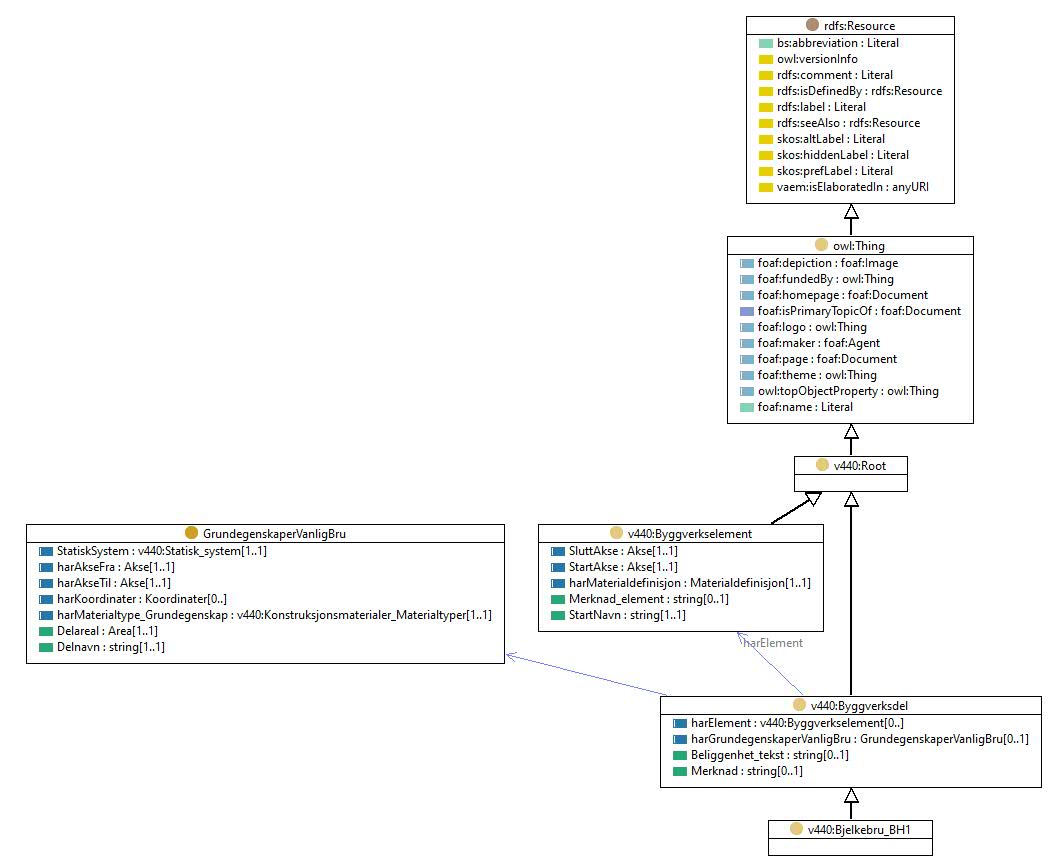 rdfs:Resource
bs:abbreviation : Literal
owl:versionInfo
rdfs:comment : Literal
rdfs:isDefinedBy : rdfs:Resource
rdfs:label : Literal
rdfs:seeAlso : rdfs:Resource
skos:altLabel : Literal
skos:hiddenLabel : Literal
skos:prefLabel : Literal
vaem:isElaboratedIn : anyURI
owl:Thing
foaf:depiction : foaf:Image
foaf:fundedBy : owl:Thing
foaf:homepage : foaf:Document
foaf:isPrimaryTopicOf : foaf:Document
foaf:logo : owl:Thing
foaf:maker : foaf:Agent
foaf:page : foaf:Document
foaf:theme : owl:Thing
owl:topObjectProperty : owl:Thing
foaf:name : Literal
v440:Root
GrundegenskaperVanligBru
StatiskSystem : v440:Statisk_system[1..1]
harAkseFra : Akse[1..1]
harAkseTil : Akse[1..1]
harKoordinater : Koordinater[0..]
harMaterialtype_Grundegenskap : v440:Konstruksjonsmaterialer_Materialtyper[1..1]
Delareal : Area[1..1]
Delnavn : string[1..1]
v440:Byggverkselement
SluttAkse : Akse[1..1]
StartAkse : Akse[1..1]
harMaterialdefinisjon : Materialdefinisjon[1..1]
Merknad_element : string[0..1]
StartNavn : string[1..1]
harElement
v440:Byggverksdel
harElement : v440:Byggverkselement[0..]
harGrundegenskaperVanligBru : GrundegenskaperVanligBru[0..1]
Beliggenhet_tekst : string[0..1]
Merknad : string[0..1]
v440:Bjelkebru_BH1